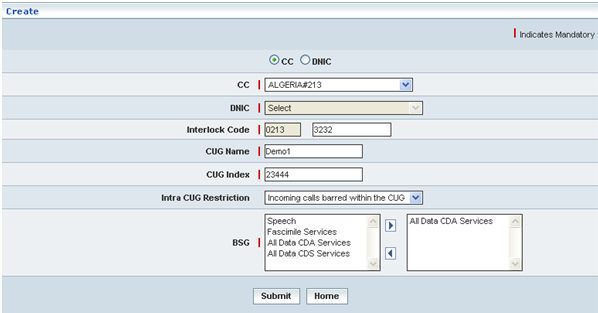 Create
Indicates Mandatory
CC DNIC
CC ALGERIA#213
DNIC Select
Interlock Code 0213 3232
CUG Name Demo1
CUG Index 23444
Intra CUG Restriction Incoming calls barred within the CUG
BSG
Speech
Fascimile Services
All Data CDA Services
All Data CDS Services
All Data CDA Services
Submit Home